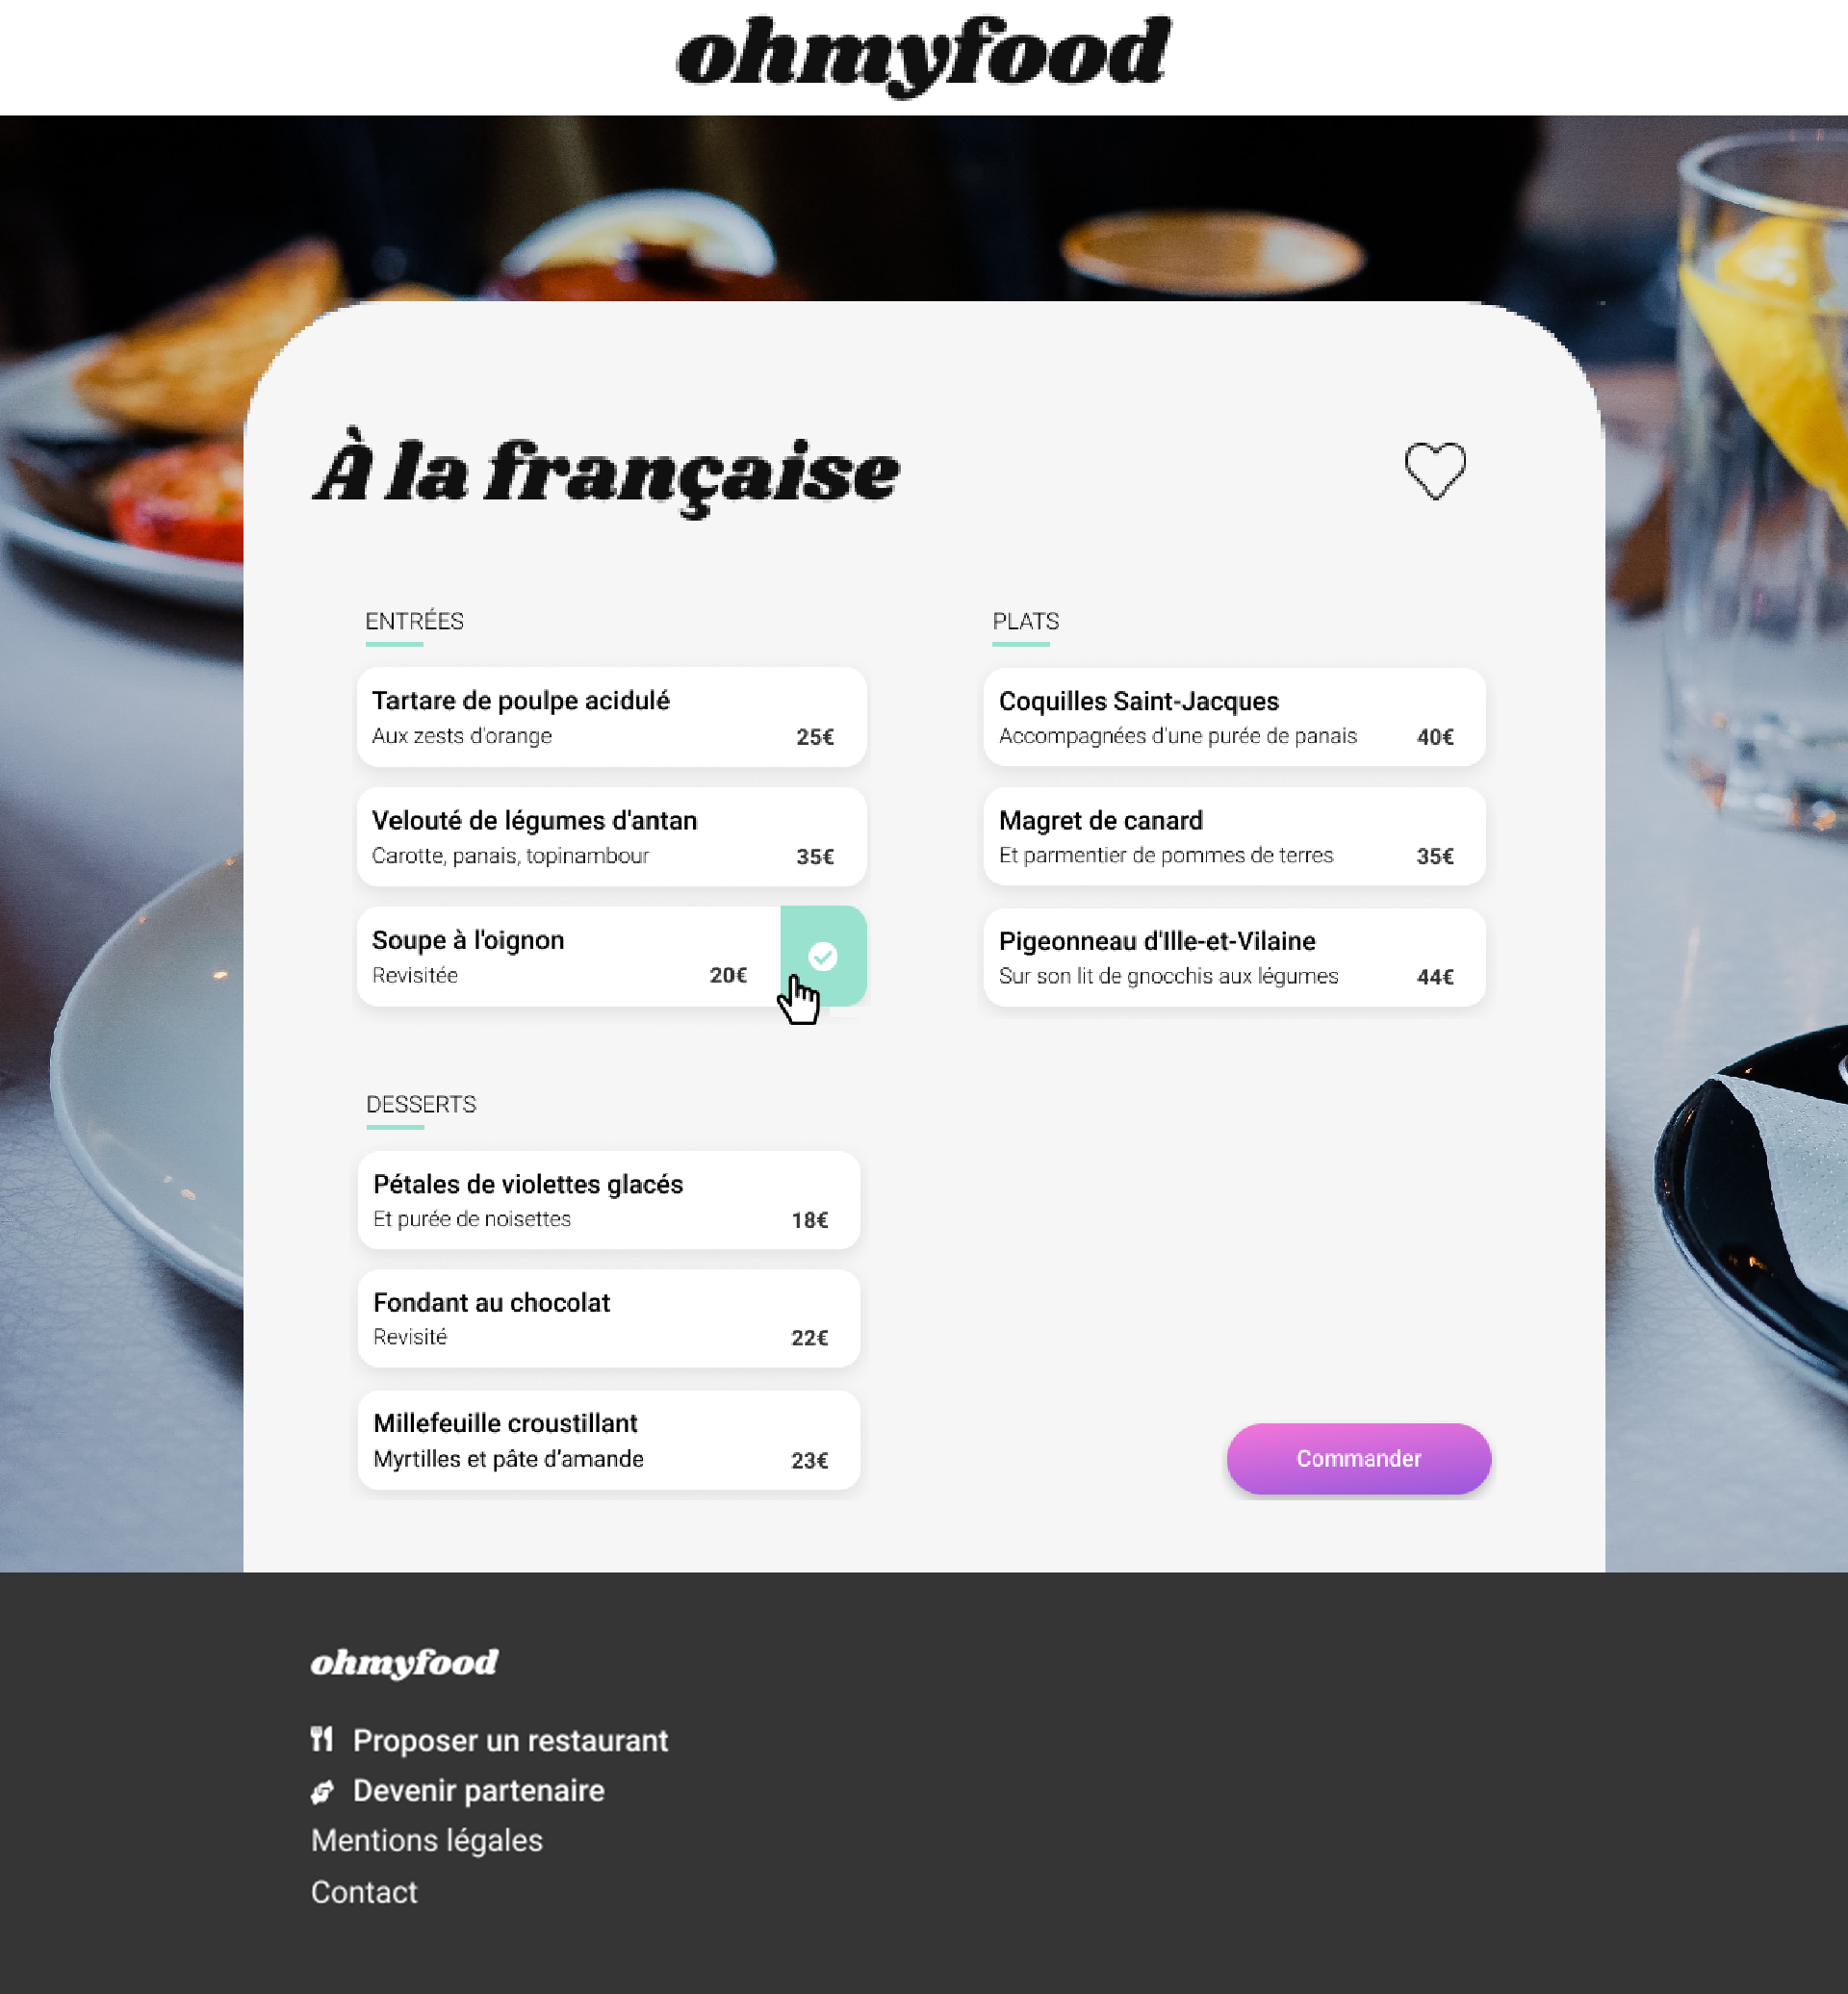 ohmyfood
À la française
ENTRÉES
Tartare de poulpe acidulé
Aux zests d'orange 25€
Velouté de légumes d'antan
Carotte, panais, topinambour 35€
Soupe à l'oignon
Revisitée 20€
PLATS
Coquilles Saint-Jacques
Accompagnées d'une purée de panais 40€
Magret de canard
Et parmentier de pommes de terres 35€
Pigeonneau d'Ille-et-Vilaine
Sur son lit de gnocchis aux légumes 44€
DESSERTS
Pétales de violettes glacés
Et purée de noisettes 18€
Fondant au chocolat
Revisité 22€
Millefeuille croustillant
Myrtilles et pâte d'amande 23€
Commander
ohmyfood
Proposer un restaurant
Devenir partenaire
Mentions légales
Contact